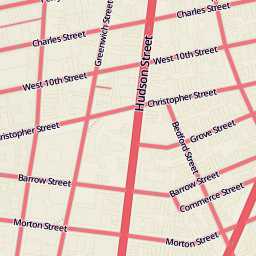 Charles Street
Charles Street
Greenwich Street
Hudson Street
West 10th Street
West 10th Street
Christopher Street
ristopher Street
Bedford Street
Grove Street
Barrow Street
Barrow Street
Commerce Street
Morton Street
Morton Street